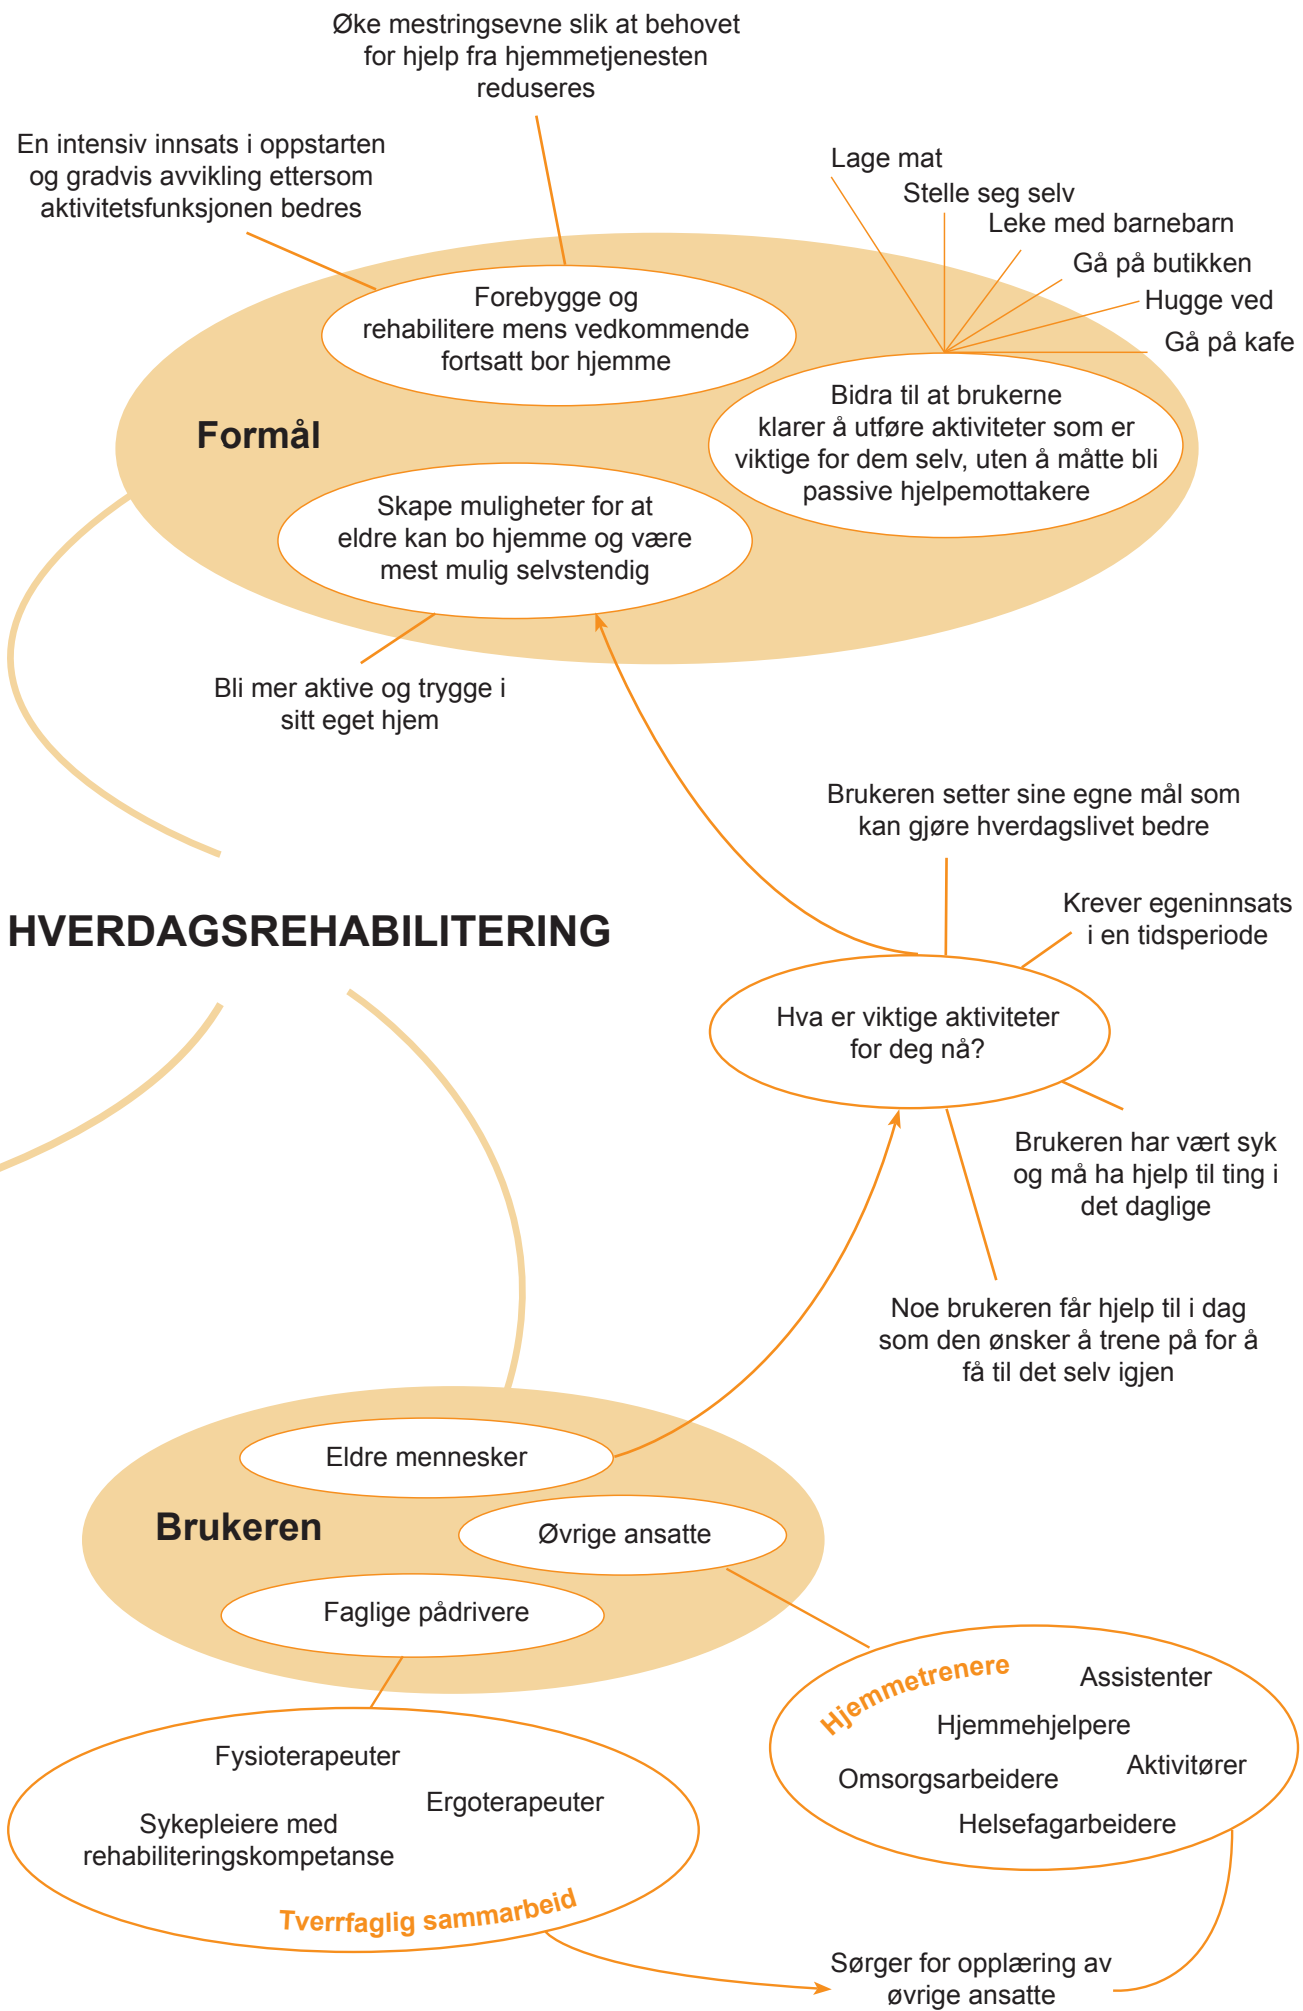 Øke mestringsevne slik at behovet
for hjelp fra hjemmetjenesten
reduseres
En intensiv innsats i oppstarten
og gradvis avvikling ettersom
aktivitetsfunksjonen bedres
Lage mat
Stelle seg selv
Leke med barnebarn
Gå på butikken
Hugge ved
Gå på kafe
Forebygge og
rehabilitere mens vedkommende
fortsatt bor hjemme
Formål
Bidra til at brukerne
klarer å utføre aktiviteter som er
viktige for dem selv, uten å måtte bli
passive hjelpemottakere
Skape muligheter for at
eldre kan bo hjemme og være
mest mulig selvstendig
Bli mer aktive og trygge i
sitt eget hjem
Brukeren setter sine egne mål som
kan gjøre hverdagslivet bedre
HVERDAGSREHABILITERING
Krever egeninnsats
i en tidsperiode
Hva er viktige aktiviteter
for deg nå?
Brukeren har vært syk
og må ha hjelp til ting i
det daglige
Noe brukeren får hjelp til i dag
som den ønsker å trene på for å
få til det selv igjen
Eldre mennesker
Brukeren
Øvrige ansatte
Faglige pådrivere
Hjemmetrenere
Assistenter
Hjemmehjelpere
Aktivitører
Omsorgsarbeidere
Helsefagarbeidere
Fysioterapeuter
Ergoterapeuter
Sykepleiere med
rehabiliteringskompetanse
Tverrfaglig sammarbeid
Sørger for opplæring av
øvrige ansatte